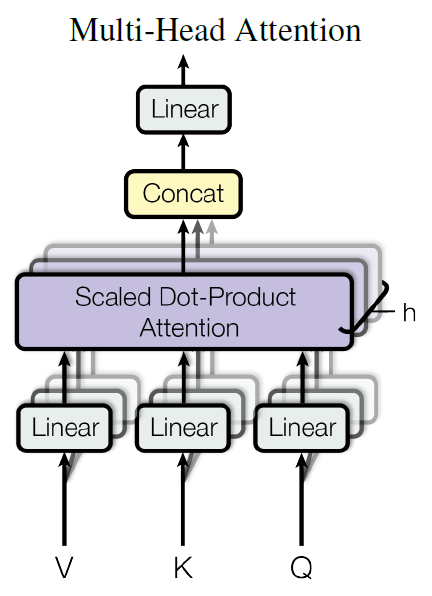 Multi-Head Attention
Linear
Concat
Scaled Dot-Product
Attention
h
Linear
Linear
Linear
V
K
Q